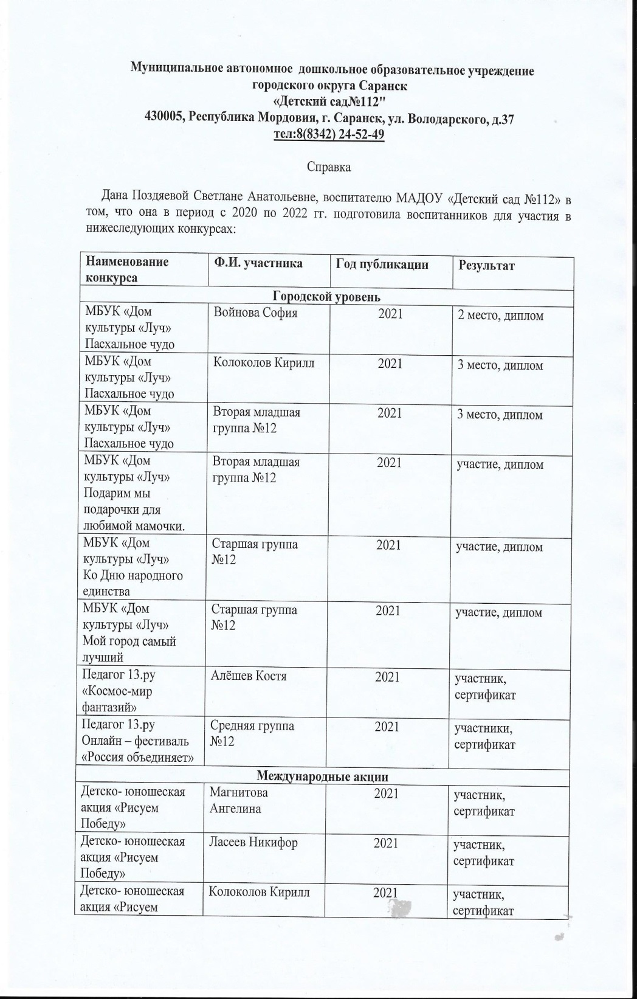 Муниципальное автономное дошкольное образовательное учреждение
городского округа Саранск
«Детский сад№112"
430005, Республика Мордовия, г. Саранск, ул. Володарского, д.37
тел:8(8342) 24-52-49
Справка
Дана Поздяевой Светлане Анатольевне, воспитателю МАДОУ «Детский сад №112» в
том, что она в период с 2020 по 2022 гг. подготовила воспитанников для участия в
нижеследующих конкурсах:
Наименование конкурса | Ф.И. участника | Год публикации | Результат
Городской уровень
МБУК «Дом культуры «Луч» Пасхальное чудо | Войнова София | 2021 | 2 место, диплом
МБУК «Дом культуры «Луч» Пасхальное чудо | Колоколов Кирилл | 2021 | 3 место, диплом
МБУК «Дом культуры «Луч» Пасхальное чудо | Вторая младшая группа №12 | 2021 | 3 место, диплом
МБУК «Дом культуры «Луч» Подарим мы подарочки для любимой мамочки. | Вторая младшая группа №12 | 2021 | участие, диплом
МБУК «Дом культуры «Луч» Ко Дню народного единства | Старшая группа №12 | 2021 | участие, диплом
МБУК «Дом культуры «Луч» Мой город самый лучший | Старшая группа №12 | 2021 | участие, диплом
Педагог 13.ру «Космос-мир фантазий» | Алёшев Костя | 2021 | участник, сертификат
Педагог 13.ру Онлайн – фестиваль «Россия объединяет» | Средняя группа №12 | 2021 | участники, сертификат
Международные акции
Детско- юношеская акция «Рисуем Победу» | Магнитова Ангелина | 2021 | участник, сертификат
Детско- юношеская акция «Рисуем Победу» | Ласеев Никифор | 2021 | участник, сертификат
Детско- юношеская акция «Рисуем | Колоколов Кирилл | 2021 | участник, сертификат